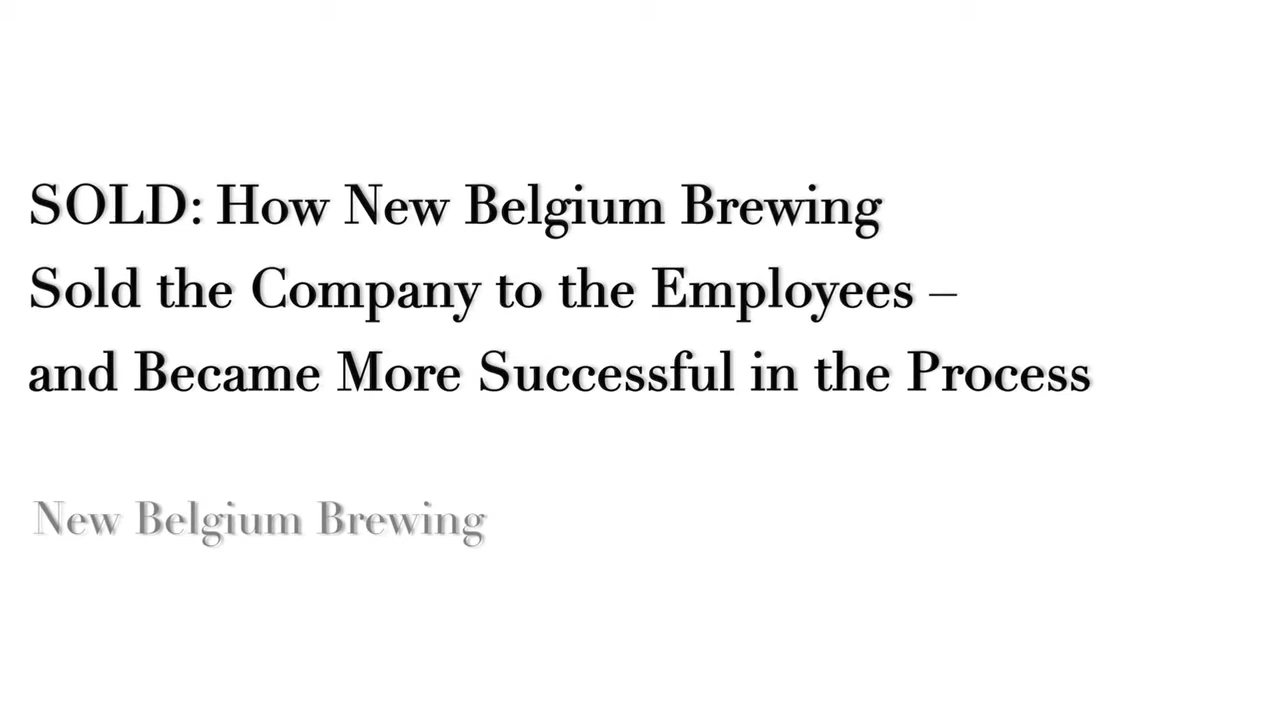 SOLD: How New Belgium Brewing
Sold the Company to the Employees –
and Became More Successful in the Process
New Belgium Brewing